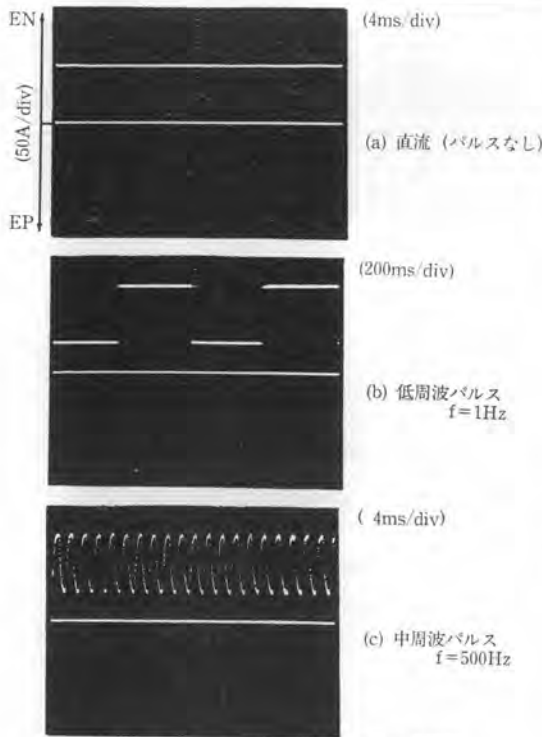 EN
(50A/div)
EP
(4ms/div)
(a) 直流 (パルスなし)
(200ms/div)
(b) 低周波パルス
f=1Hz
( 4ms/div)
(c) 中周波パルス
f=500Hz